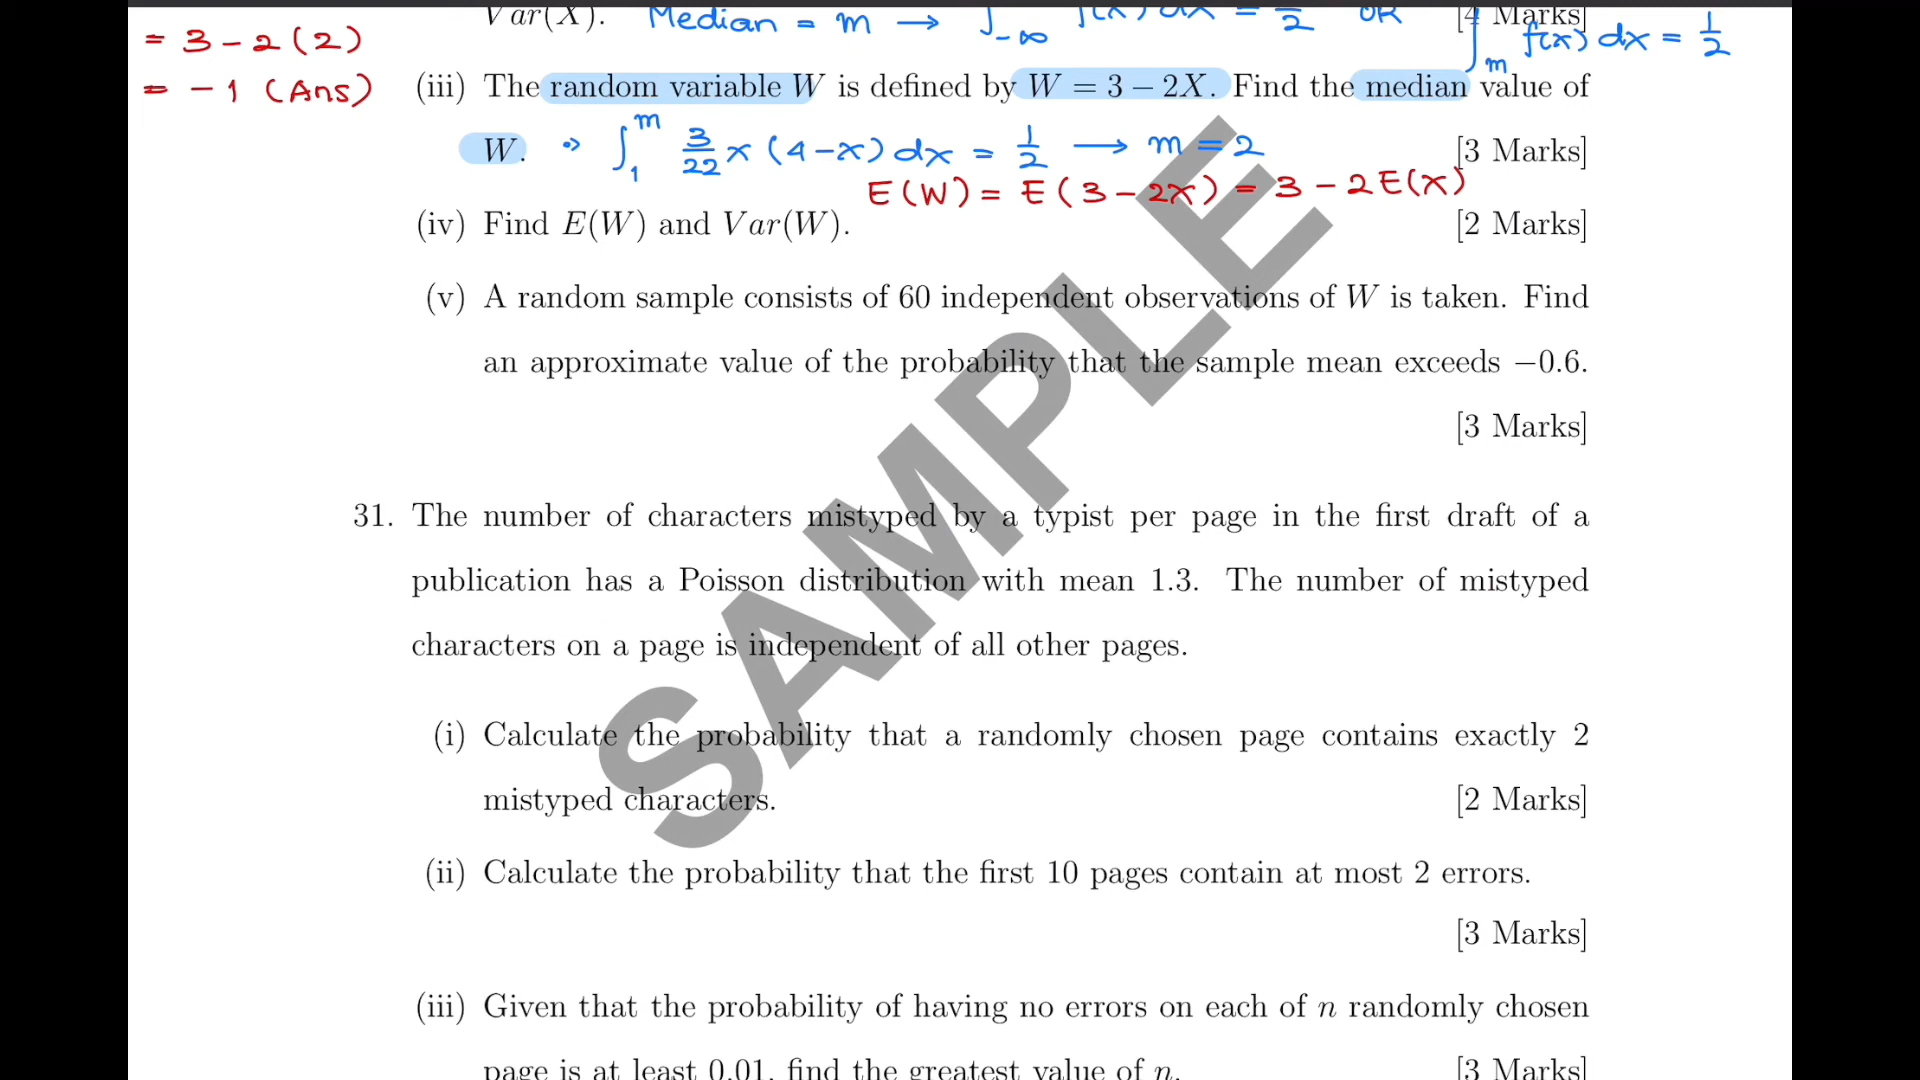 Var(X). Median = m → ∫-∞ f(x) dx = 1/2 OR [4 Marks]
∫m f(x) dx = 1/2
= 3 - 2(2)
= -1 (Ans)
(iii) The random variable W is defined by W = 3 − 2X. Find the median value of
W. ⇒ ∫₁ᵐ 3/22 x (4-x) dx = 1/2 → m = 2 [3 Marks]
E(W) = E(3-2x) = 3 - 2E(x)
(iv) Find E(W) and Var(W). [2 Marks]
(v) A random sample consists of 60 independent observations of W is taken. Find
an approximate value of the probability that the sample mean exceeds −0.6.
[3 Marks]
31. The number of characters mistyped by a typist per page in the first draft of a
publication has a Poisson distribution with mean 1.3. The number of mistyped
characters on a page is independent of all other pages.
(i) Calculate the probability that a randomly chosen page contains exactly 2
mistyped characters. [2 Marks]
(ii) Calculate the probability that the first 10 pages contain at most 2 errors.
[3 Marks]
(iii) Given that the probability of having no errors on each of n randomly chosen
page is at least 0.01, find the greatest value of n. [3 Marks]
SAMPLE